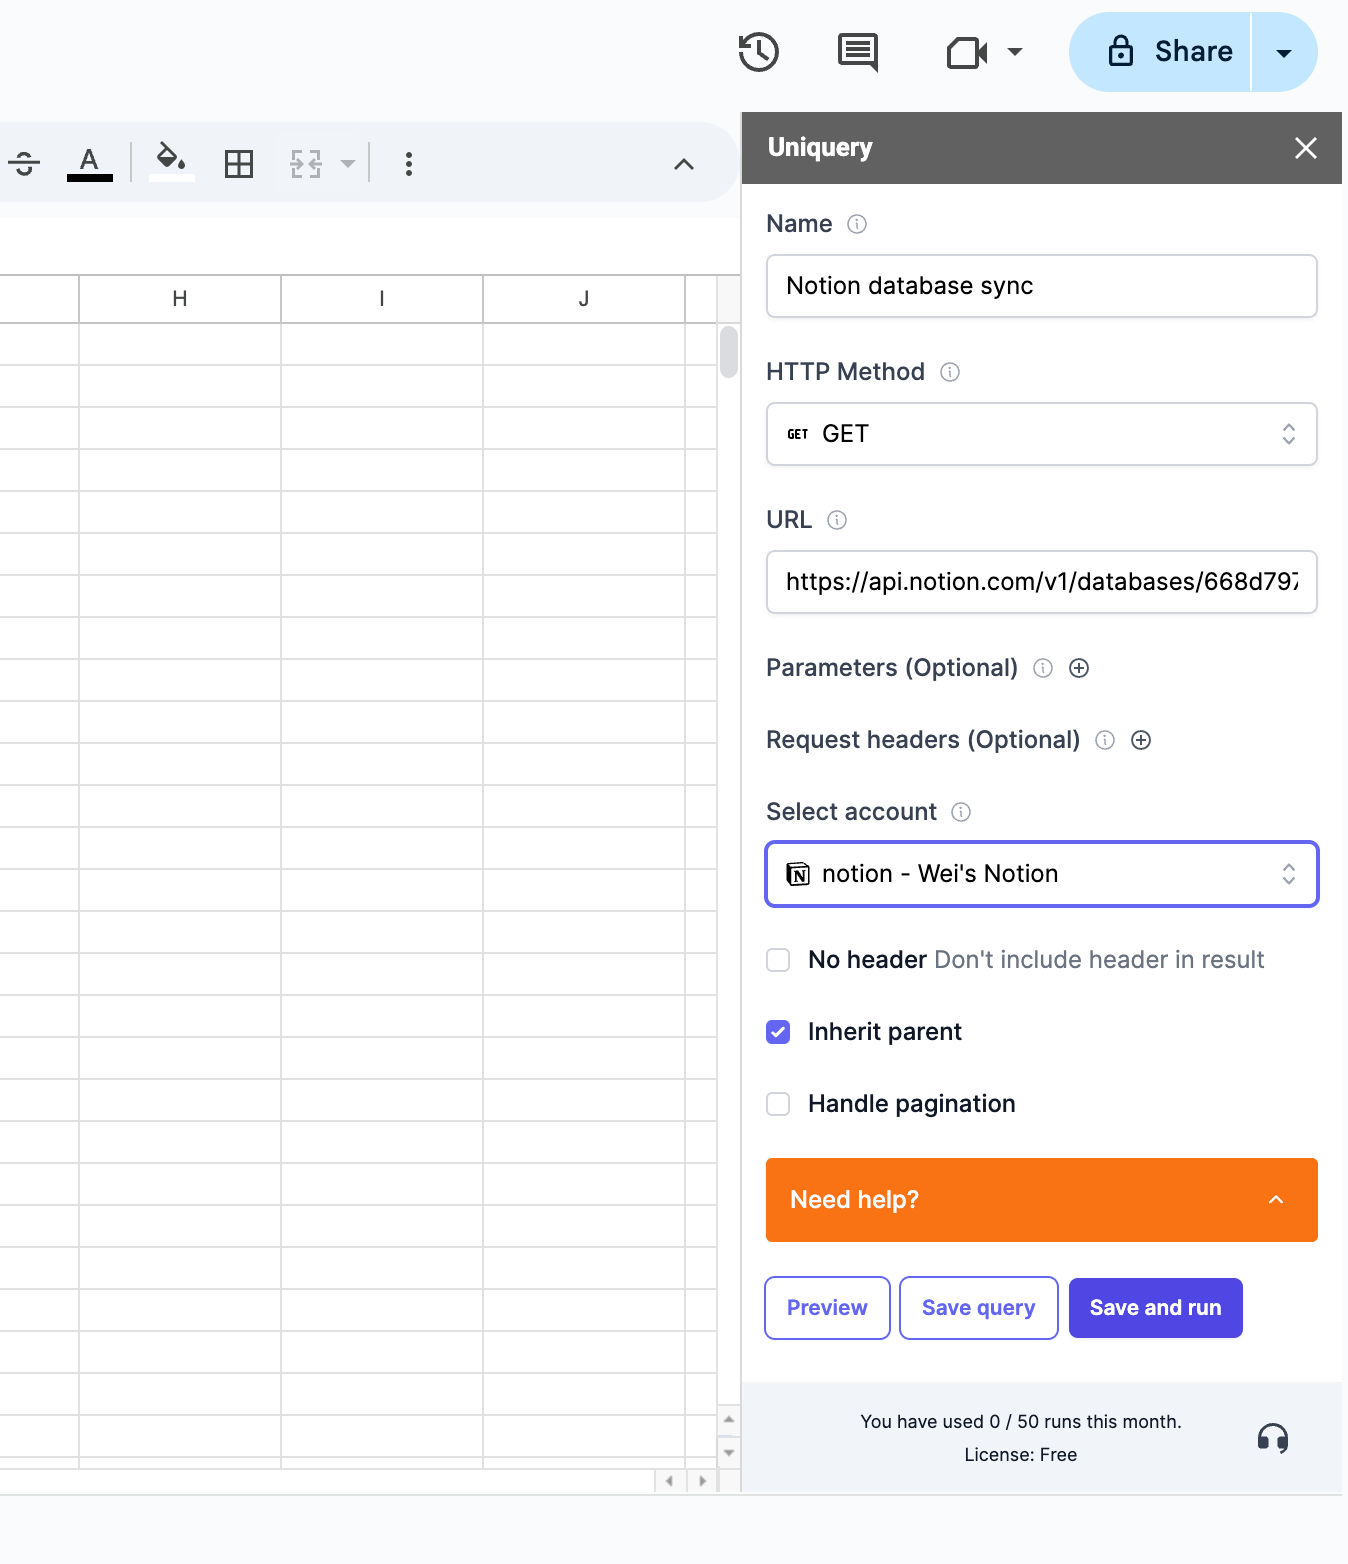 Share
A
Uniquery
Name
Notion database sync
H I J
HTTP Method
GET GET
URL
https://api.notion.com/v1/databases/668d797
Parameters (Optional)
Request headers (Optional)
Select account
notion - Wei's Notion
No header Don't include header in result
Inherit parent
Handle pagination
Need help?
Preview Save query Save and run
You have used 0 / 50 runs this month.
License: Free